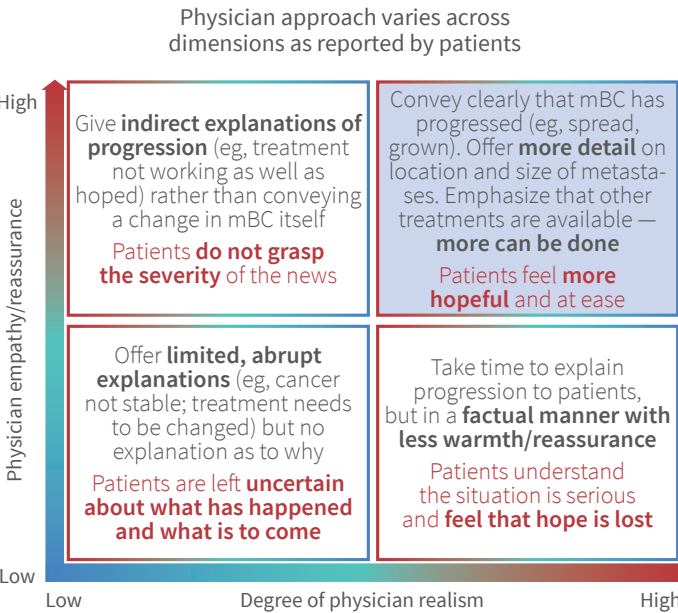 Physician approach varies across
dimensions as reported by patients
High
Physician empathy/reassurance
Give indirect explanations of
progression (eg, treatment
not working as well as
hoped) rather than conveying
a change in mBC itself
Patients do not grasp
the severity of the news
Convey clearly that mBC has
progressed (eg, spread,
grown). Offer more detail on
location and size of metasta-
ses. Emphasize that other
treatments are available —
more can be done
Patients feel more
hopeful and at ease
Offer limited, abrupt
explanations (eg, cancer
not stable; treatment needs
to be changed) but no
explanation as to why
Patients are left uncertain
about what has happened
and what is to come
Take time to explain
progression to patients,
but in a factual manner with
less warmth/reassurance
Patients understand
the situation is serious
and feel that hope is lost
Low
Low
Degree of physician realism
High